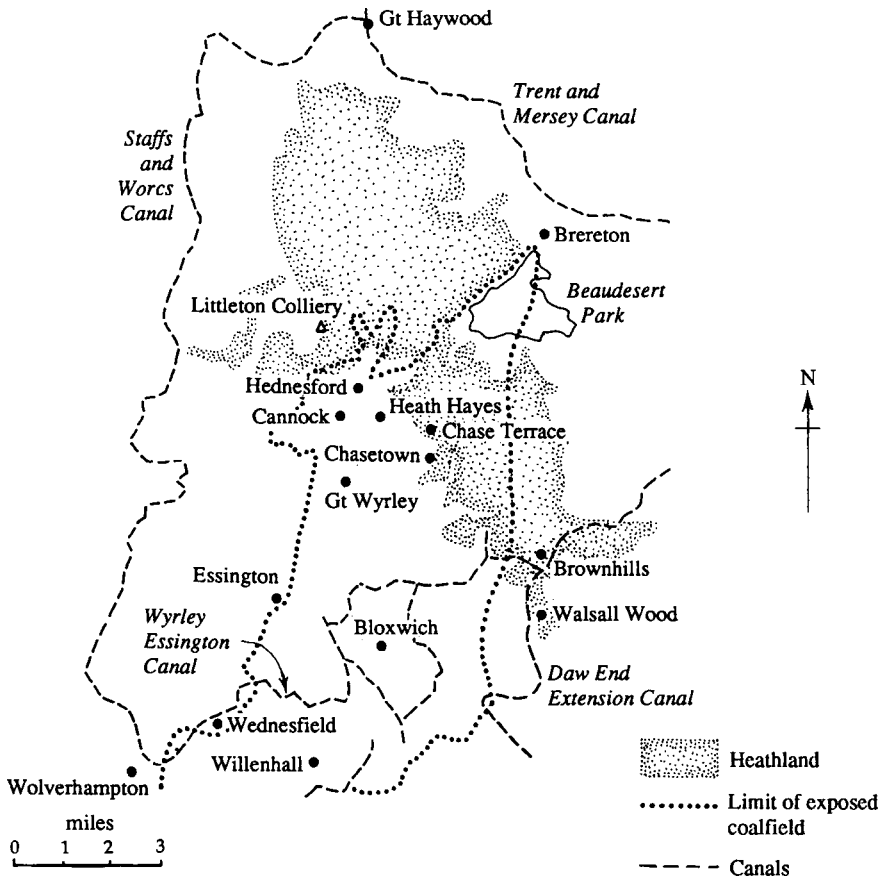 Gt Haywood
Trent and
Mersey Canal
Staffs
and
Worcs
Canal
Brereton
Beaudesert
Park
Littleton Colliery
N
Hednesford
Cannock
Heath Hayes
Chase Terrace
Chasetown
Gt Wyrley
Brownhills
Essington
Walsall Wood
Wyrley
Essington
Canal
Bloxwich
Daw End
Extension Canal
Wednesfield
Willenhall
Wolverhampton
miles
0 1 2 3
Heathland
Limit of exposed
coalfield
Canals